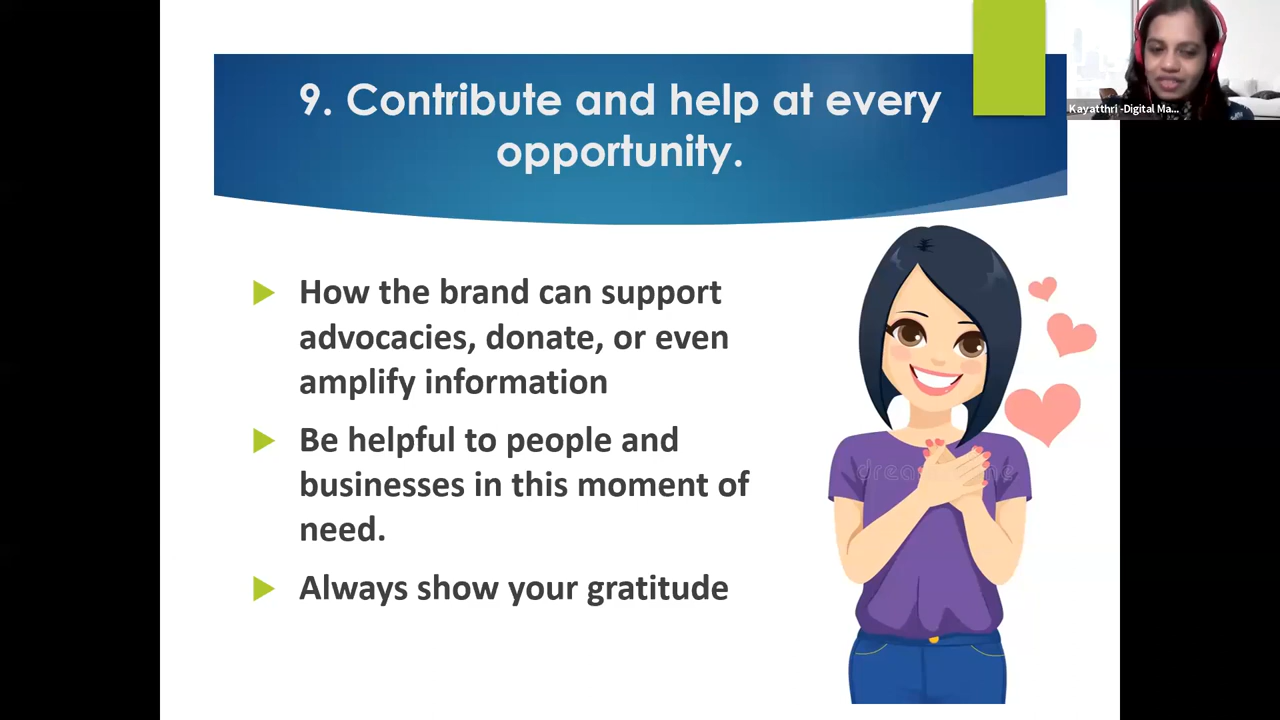 9. Contribute and help at every
opportunity.
Kayatthri -Digital Ma...
How the brand can support
advocacies, donate, or even
amplify information
Be helpful to people and
businesses in this moment of
need.
Always show your gratitude